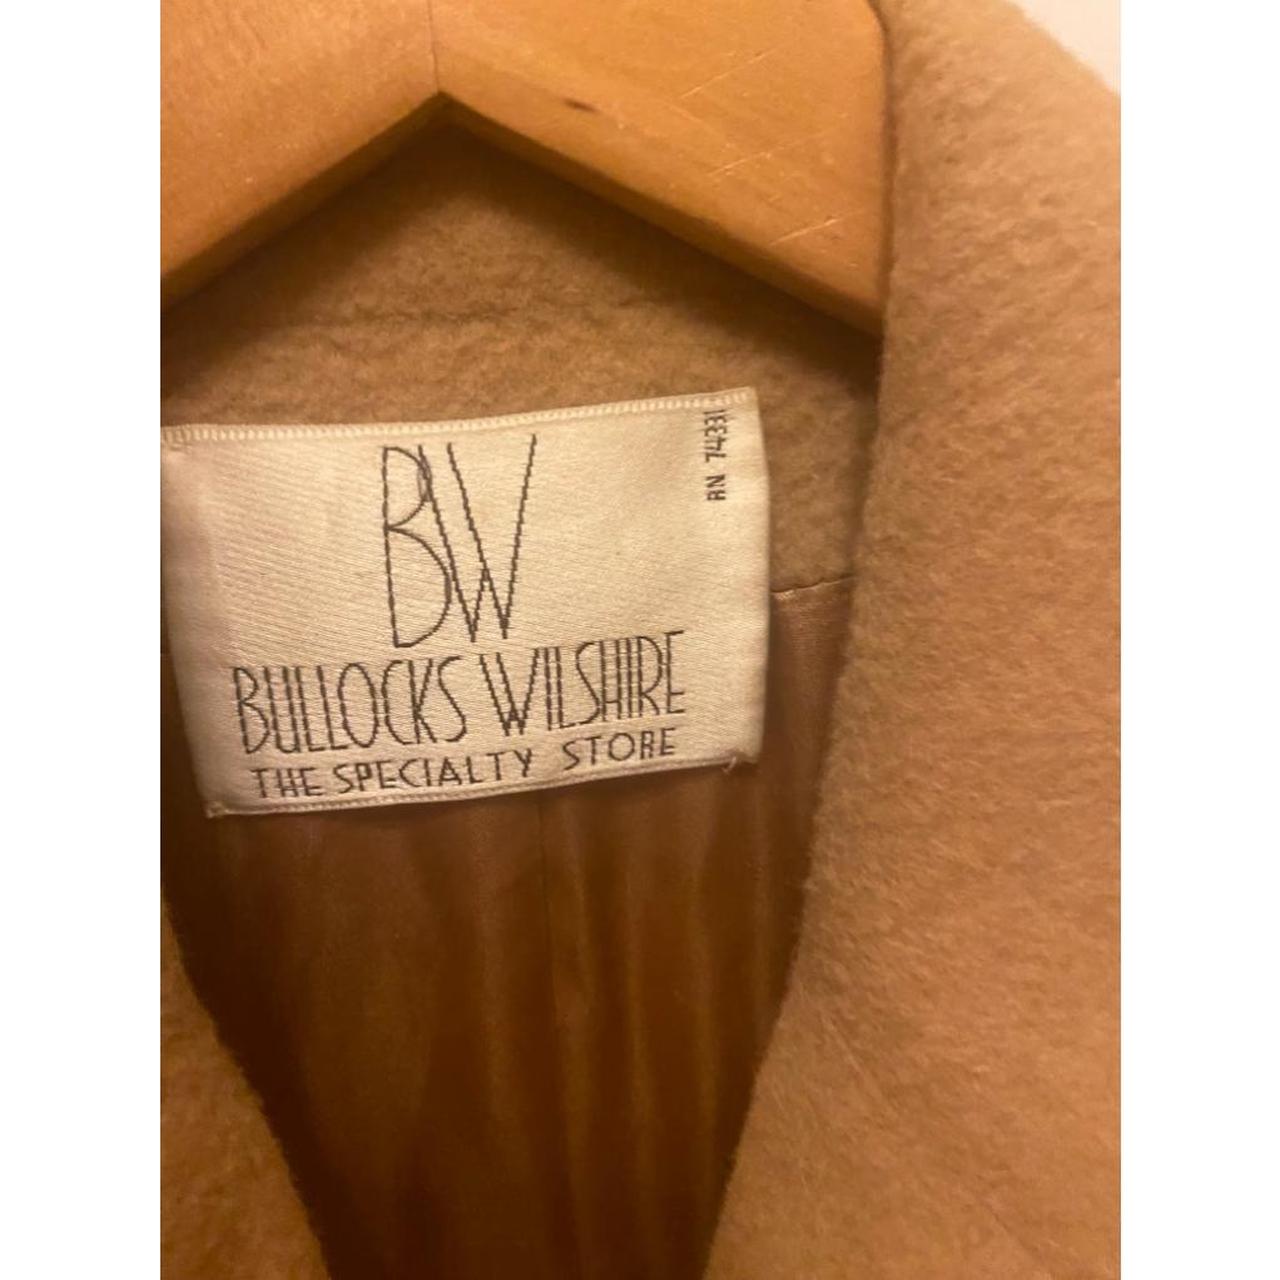 BW
BULLOCKS WILSHIRE
THE SPECIALTY STORE
RN 74331